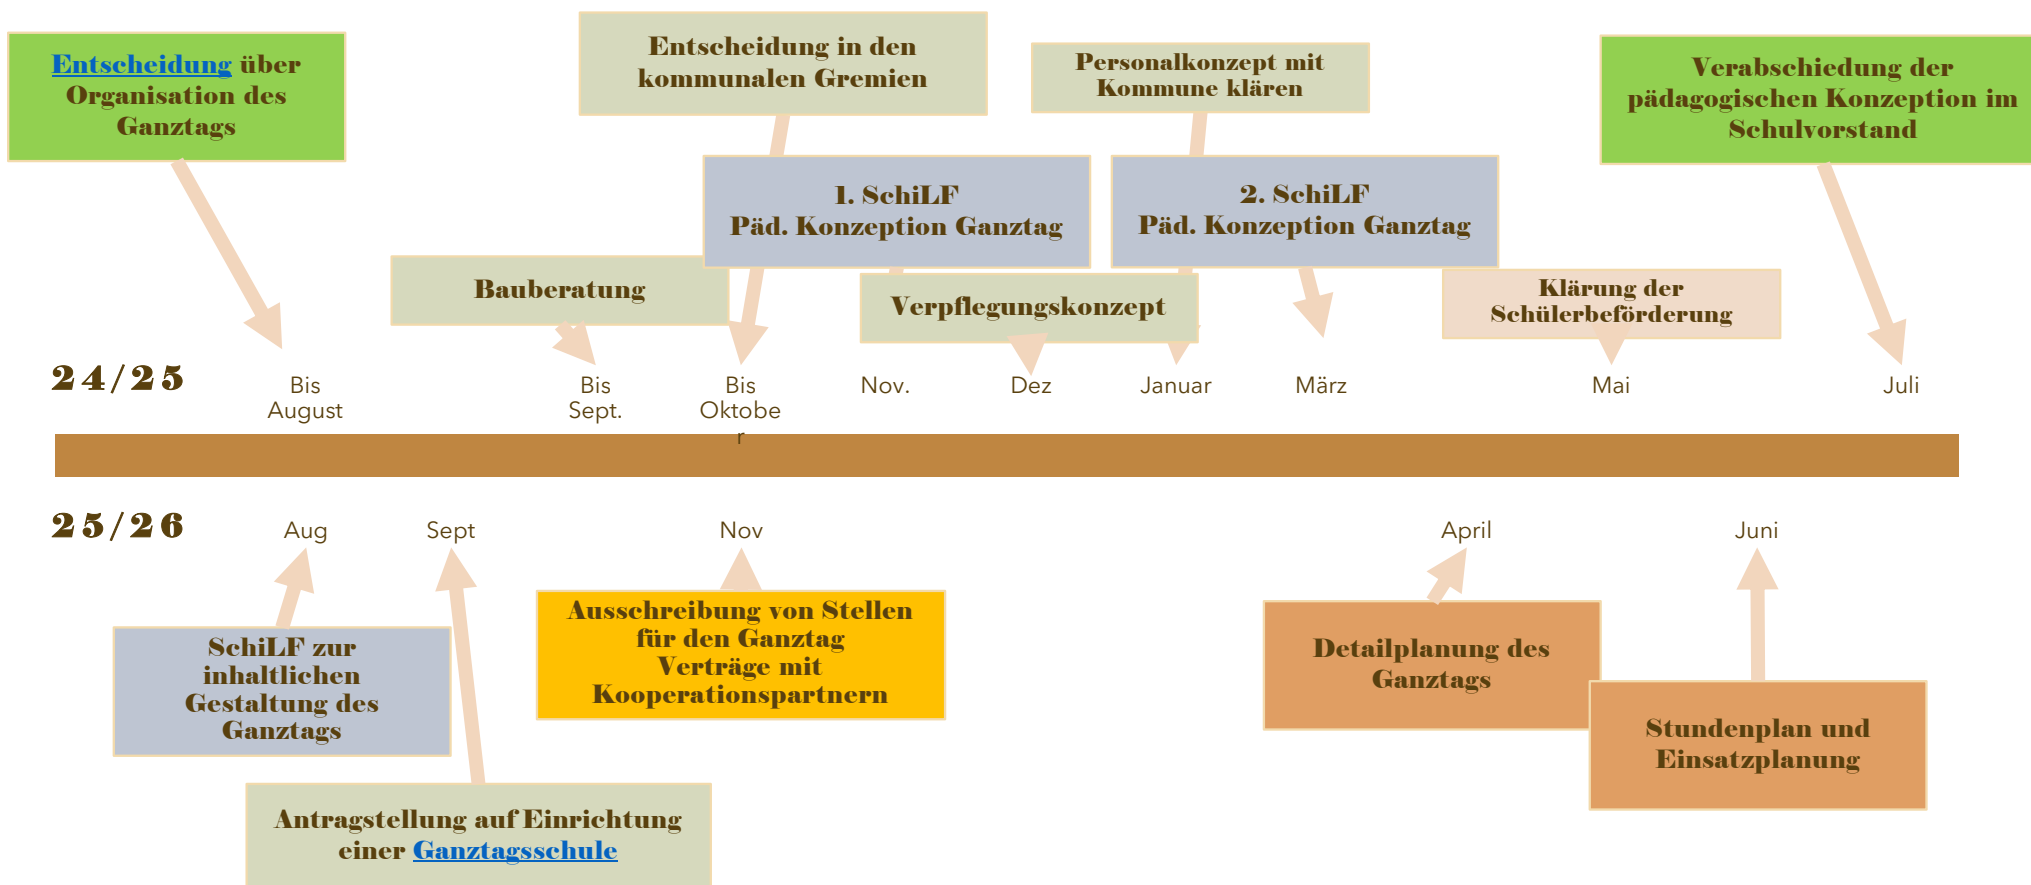 Entscheidung über
Organisation des
Ganztags
Entscheidung in den
kommunalen Gremien
Personalkonzept mit
Kommune klären
Verabschiedung der
pädagogischen Konzeption im
Schulvorstand
1. SchiLF
Päd. Konzeption Ganztag
2. SchiLF
Päd. Konzeption Ganztag
Bauberatung
Verpflegungskonzept
Klärung der
Schülerbeförderung
24/25
Bis
August
Bis
Sept.
Bis
Oktobe
r
Nov.
Dez
Januar
März
Mai
Juli
25/26
Aug
Sept
Nov
April
Juni
SchiLF zur
inhaltlichen
Gestaltung des
Ganztags
Ausschreibung von Stellen
für den Ganztag
Verträge mit
Kooperationspartnern
Detailplanung des
Ganztags
Stundenplan und
Einsatzplanung
Antragstellung auf Einrichtung
einer Ganztagsschule